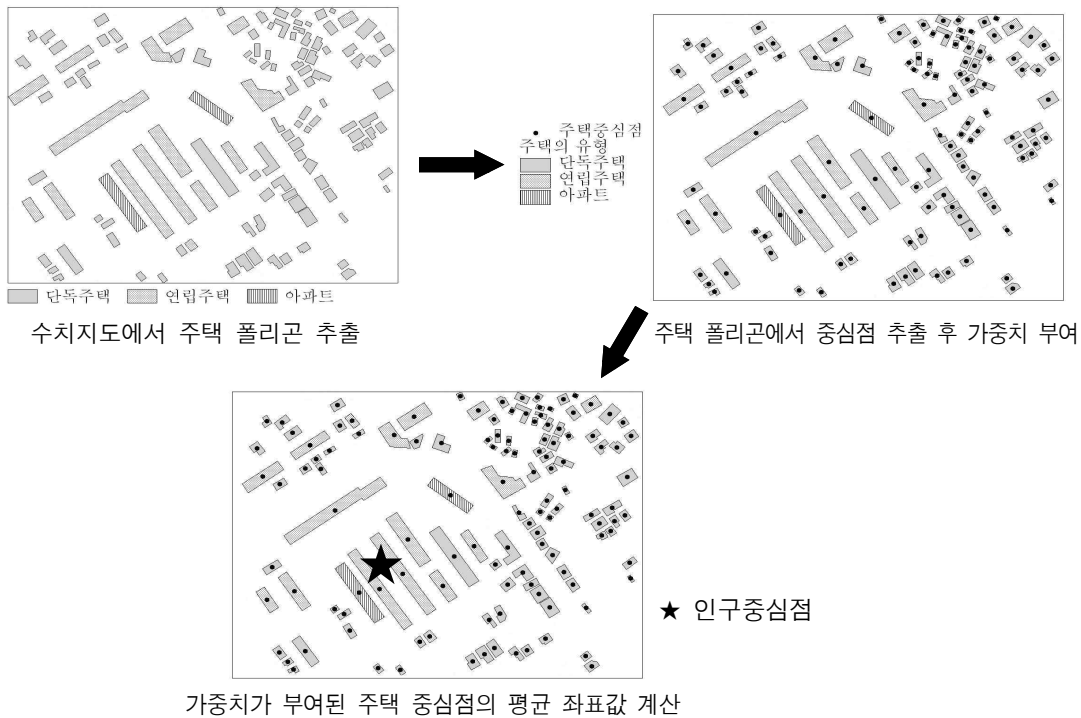 단독주택 연립주택 아파트
수치지도에서 주택 폴리곤 추출
• 주택중심점
주택의 유형
단독주택
연립주택
아파트
주택 폴리곤에서 중심점 추출 후 가중치 부여
★ 인구중심점
가중치가 부여된 주택 중심점의 평균 좌표값 계산